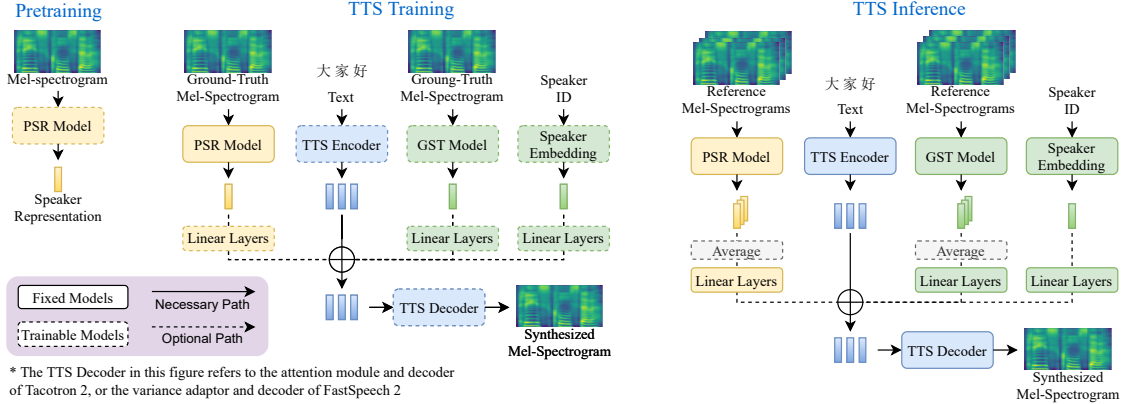 Pretraining
Mel-spectrogram
PSR Model
Speaker
Representation
TTS Training
Ground-Truth
Mel-Spectrogram
PSR Model
Linear Layers
大 家 好
Text
TTS Encoder
Groung-Truth
Mel-Spectrogram
GST Model
Linear Layers
Speaker
ID
Speaker
Embedding
Linear Layers
TTS Decoder
Synthesized
Mel-Spectrogram
Fixed Models
Necessary Path
Trainable Models
Optional Path
* The TTS Decoder in this figure refers to the attention module and decoder
of Tacotron 2, or the variance adaptor and decoder of FastSpeech 2
TTS Inference
Reference
Mel-Spectrograms
PSR Model
Average
Linear Layers
大 家 好
Text
TTS Encoder
Reference
Mel-Spectrograms
GST Model
Average
Linear Layers
Speaker
ID
Speaker
Embedding
Linear Layers
TTS Decoder
Synthesized
Mel-Spectrogram